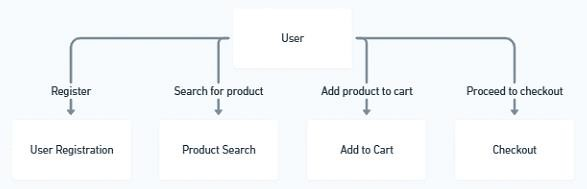 User
Register
Search for product
Add product to cart
Proceed to checkout
User Registration
Product Search
Add to Cart
Checkout